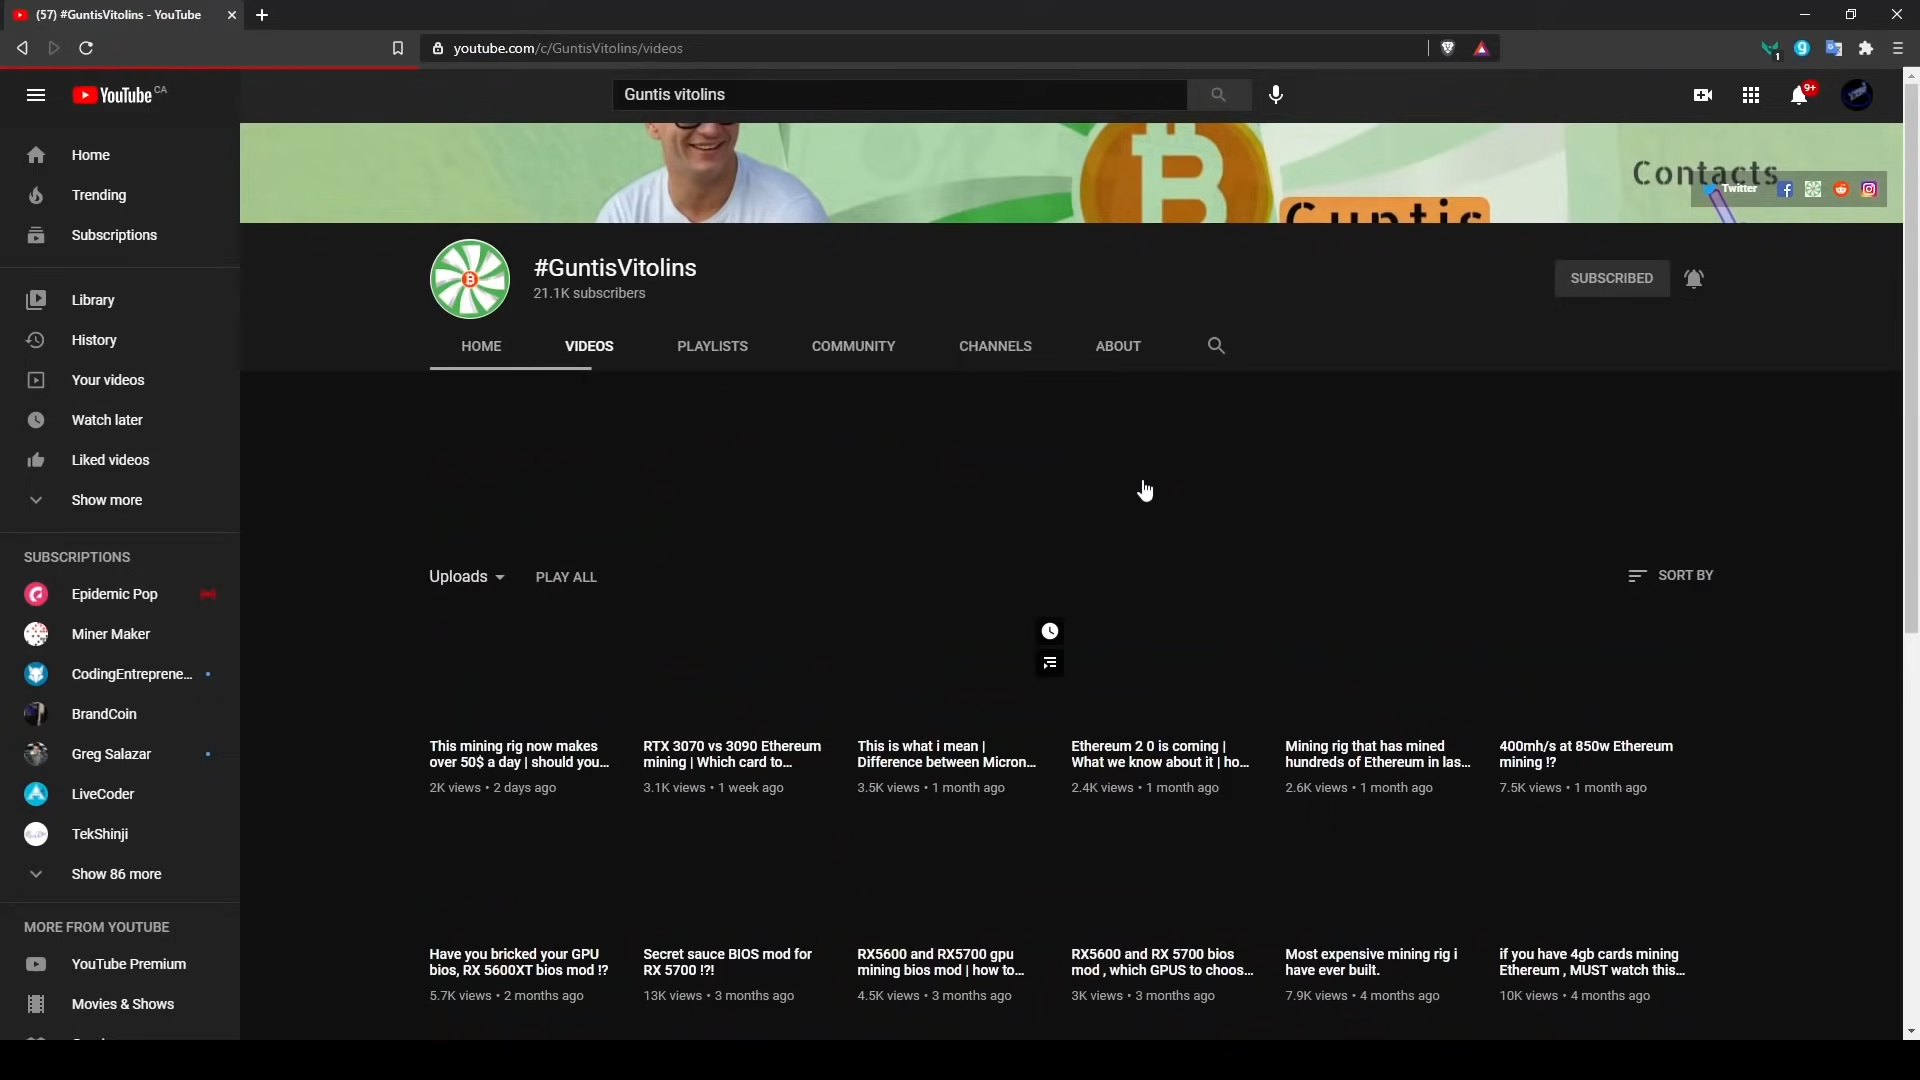 (57) #GuntisVitolins - YouTube
youtube.com/c/GuntisVitolins/videos
1
YouTube CA
Guntis vitolins
9+
Home
Trending
Subscriptions
Library
History
Your videos
Watch later
Liked videos
Show more
SUBSCRIPTIONS
Epidemic Pop
Miner Maker
CodingEntreprene...
BrandCoin
Greg Salazar
LiveCoder
TekShinji
Show 86 more
MORE FROM YOUTUBE
YouTube Premium
Movies & Shows
Contacts
Twitter
Guntis
#GuntisVitolins
21.1K subscribers
SUBSCRIBED
HOME VIDEOS PLAYLISTS COMMUNITY CHANNELS ABOUT
Uploads PLAY ALL
SORT BY
This mining rig now makes
over 50$ a day | should you...
2K views • 2 days ago
RTX 3070 vs 3090 Ethereum
mining | Which card to...
3.1K views • 1 week ago
This is what i mean |
Difference between Micron...
3.5K views • 1 month ago
Ethereum 2 0 is coming |
What we know about it | ho...
2.4K views • 1 month ago
Mining rig that has mined
hundreds of Ethereum in las...
2.6K views • 1 month ago
400mh/s at 850w Ethereum
mining !?
7.5K views • 1 month ago
Have you bricked your GPU
bios, RX 5600XT bios mod !?
5.7K views • 2 months ago
Secret sauce BIOS mod for
RX 5700 !?!
13K views • 3 months ago
RX5600 and RX5700 gpu
mining bios mod | how to...
4.5K views • 3 months ago
RX5600 and RX 5700 bios
mod , which GPUS to choos...
3K views • 3 months ago
Most expensive mining rig i
have ever built.
7.9K views • 4 months ago
if you have 4gb cards mining
Ethereum , MUST watch this...
10K views • 4 months ago